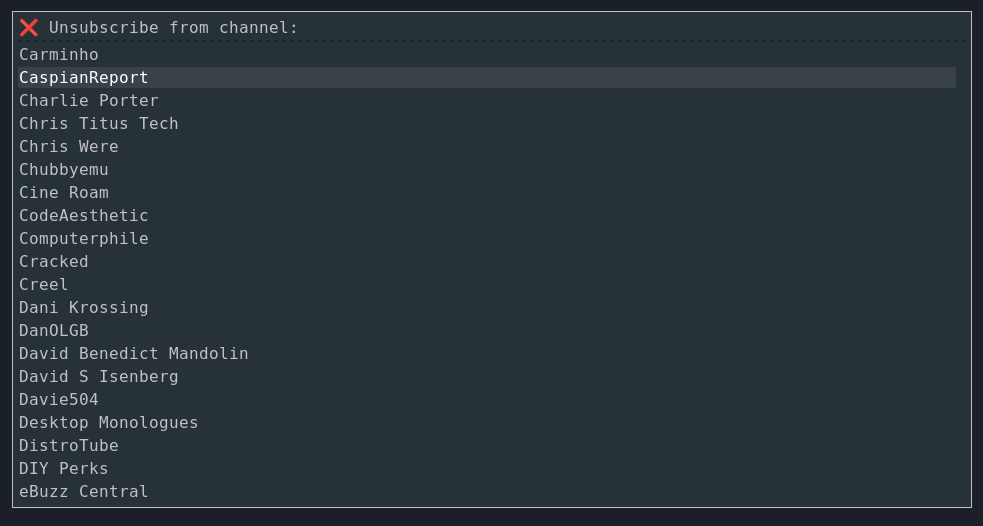 ❌ Unsubscribe from channel:
Carminho
CaspianReport
Charlie Porter
Chris Titus Tech
Chris Were
Chubbyemu
Cine Roam
CodeAesthetic
Computerphile
Cracked
Creel
Dani Krossing
DanOLGB
David Benedict Mandolin
David S Isenberg
Davie504
Desktop Monologues
DistroTube
DIY Perks
eBuzz Central